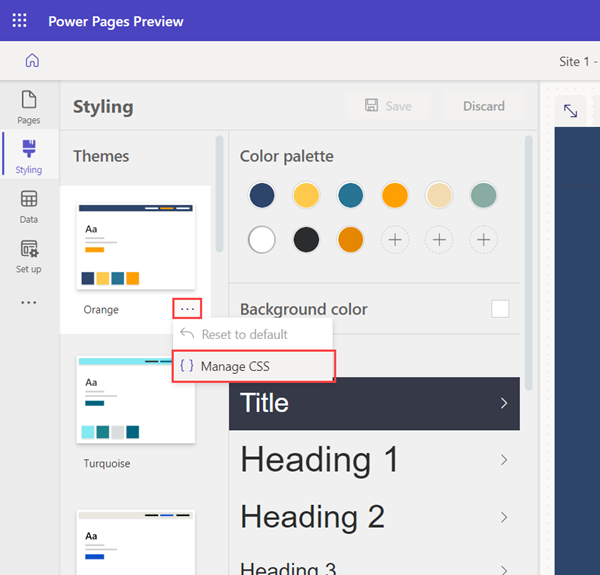 Power Pages Preview
Site 1 -
Pages
Styling
Data
Set up
Styling
Save
Discard
Themes
Aa
Orange
Reset to default
{ } Manage CSS
Aa
Turquoise
Aa
Color palette
Background color
Title
Heading 1
Heading 2
Heading 3